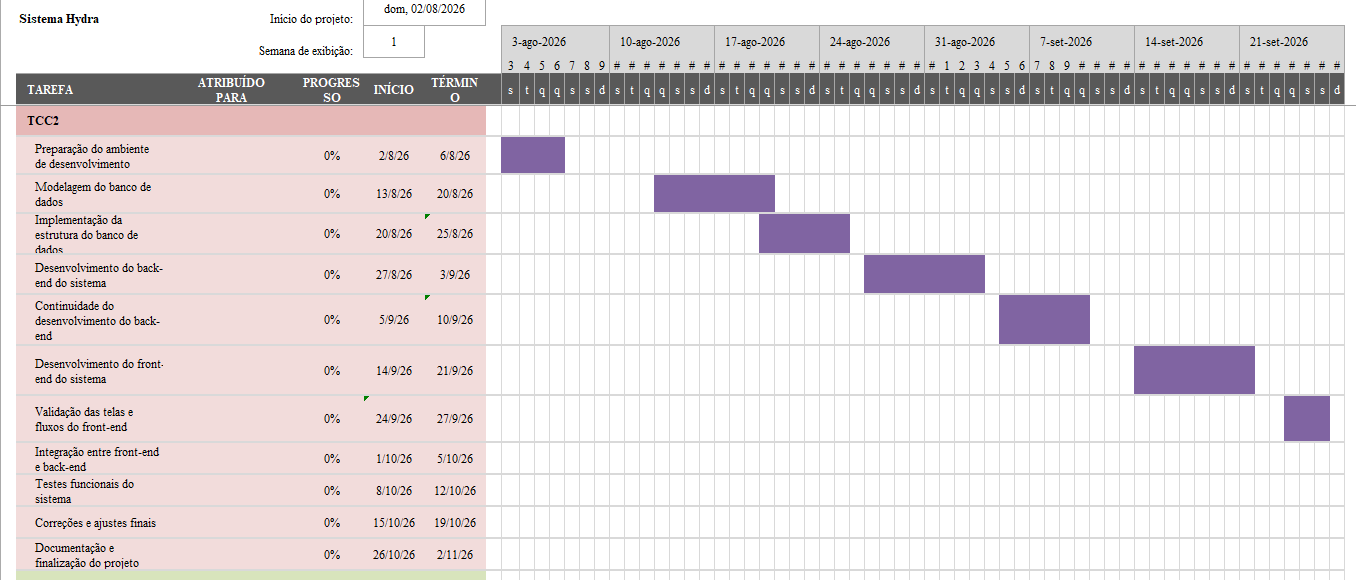 Sistema Hydra
Início do projeto: dom, 02/08/2026
Semana de exibição: 1
3-ago-2026 10-ago-2026 17-ago-2026 24-ago-2026 31-ago-2026 7-set-2026 14-set-2026 21-set-2026
3 4 5 6 7 8 9 # # # # # # # # # # # # # # # # # # # # # # 1 2 3 4 5 6 7 8 9 # # # # # # # # # # # # # # # # # #
TAREFA ATRIBUÍDO PARA PROGRESSO INÍCIO TÉRMINO s t q q s s d s t q q s s d s t q q s s d s t q q s s d s t q q s s d s t q q s s d s t q q s s d s t q q s s d
TCC2
Preparação do ambiente
de desenvolvimento 0% 2/8/26 6/8/26
Modelagem do banco de
dados 0% 13/8/26 20/8/26
Implementação da
estrutura do banco de
dados 0% 20/8/26 25/8/26
Desenvolvimento do back-
end do sistema 0% 27/8/26 3/9/26
Continuidade do
desenvolvimento do back-
end 0% 5/9/26 10/9/26
Desenvolvimento do front-
end do sistema 0% 14/9/26 21/9/26
Validação das telas e
fluxos do front-end 0% 24/9/26 27/9/26
Integração entre front-end
e back-end 0% 1/10/26 5/10/26
Testes funcionais do
sistema 0% 8/10/26 12/10/26
Correções e ajustes finais 0% 15/10/26 19/10/26
Documentação e
finalização do projeto 0% 26/10/26 2/11/26